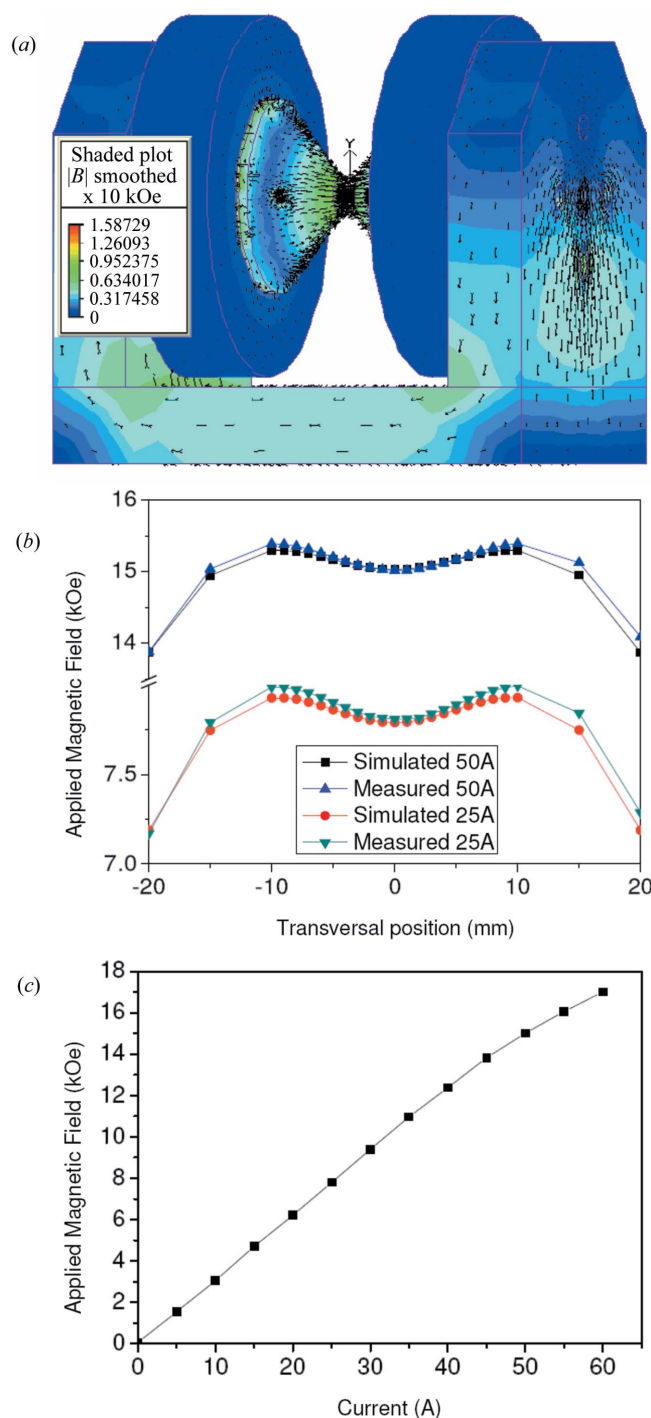 (a)
Y
Shaded plot
|B| smoothed
x 10 kOe
1.58729
1.26093
0.952375
0.634017
0.317458
0
(b)
16
15
14
7.5
7.0
Applied Magnetic Field (kOe)
Simulated 50A
Measured 50A
Simulated 25A
Measured 25A
-20 -10 0 10 20
Transversal position (mm)
(c)
18
16
14
12
10
8
6
4
2
0
Applied Magnetic Field (kOe)
0 10 20 30 40 50 60
Current (A)